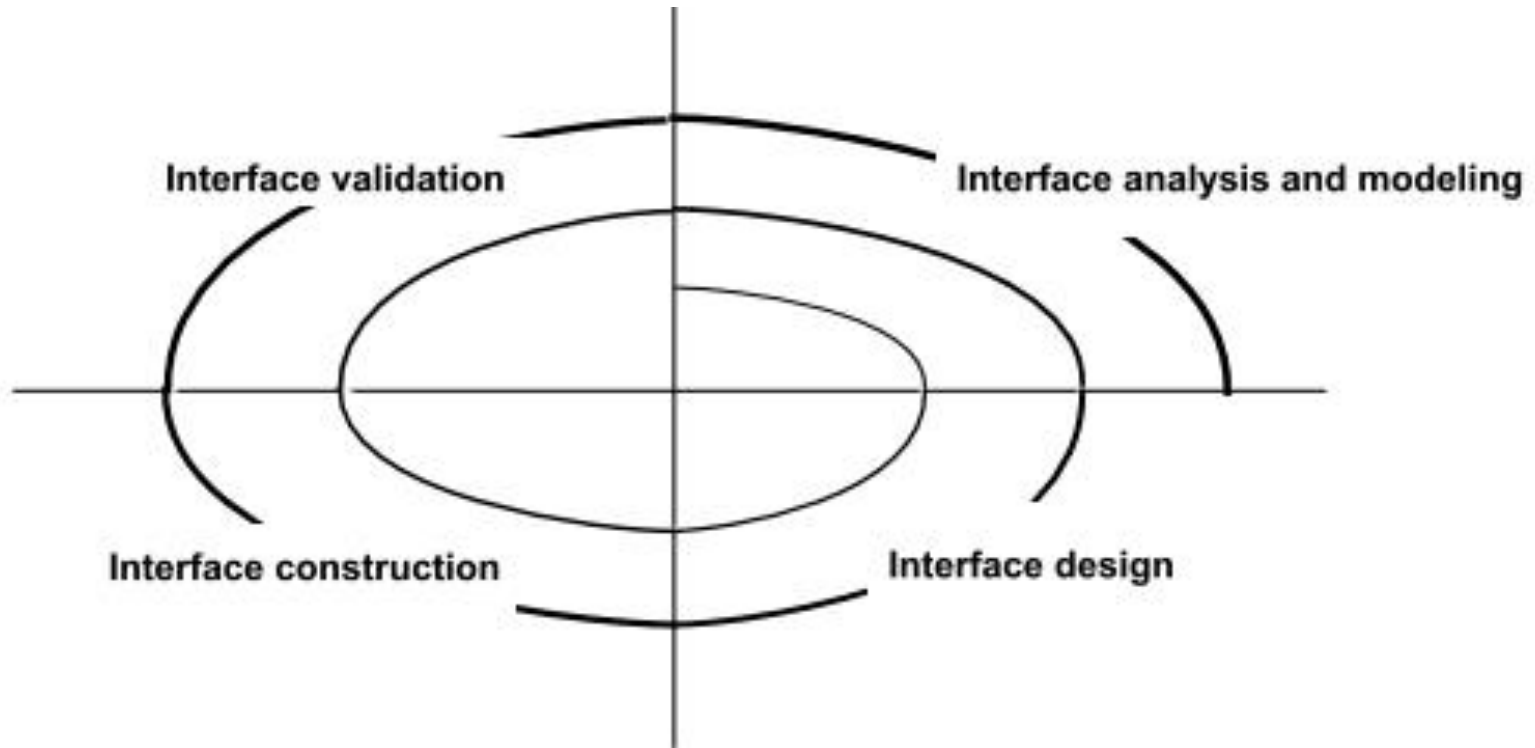 Interface validation
Interface analysis and modeling
Interface construction
Interface design